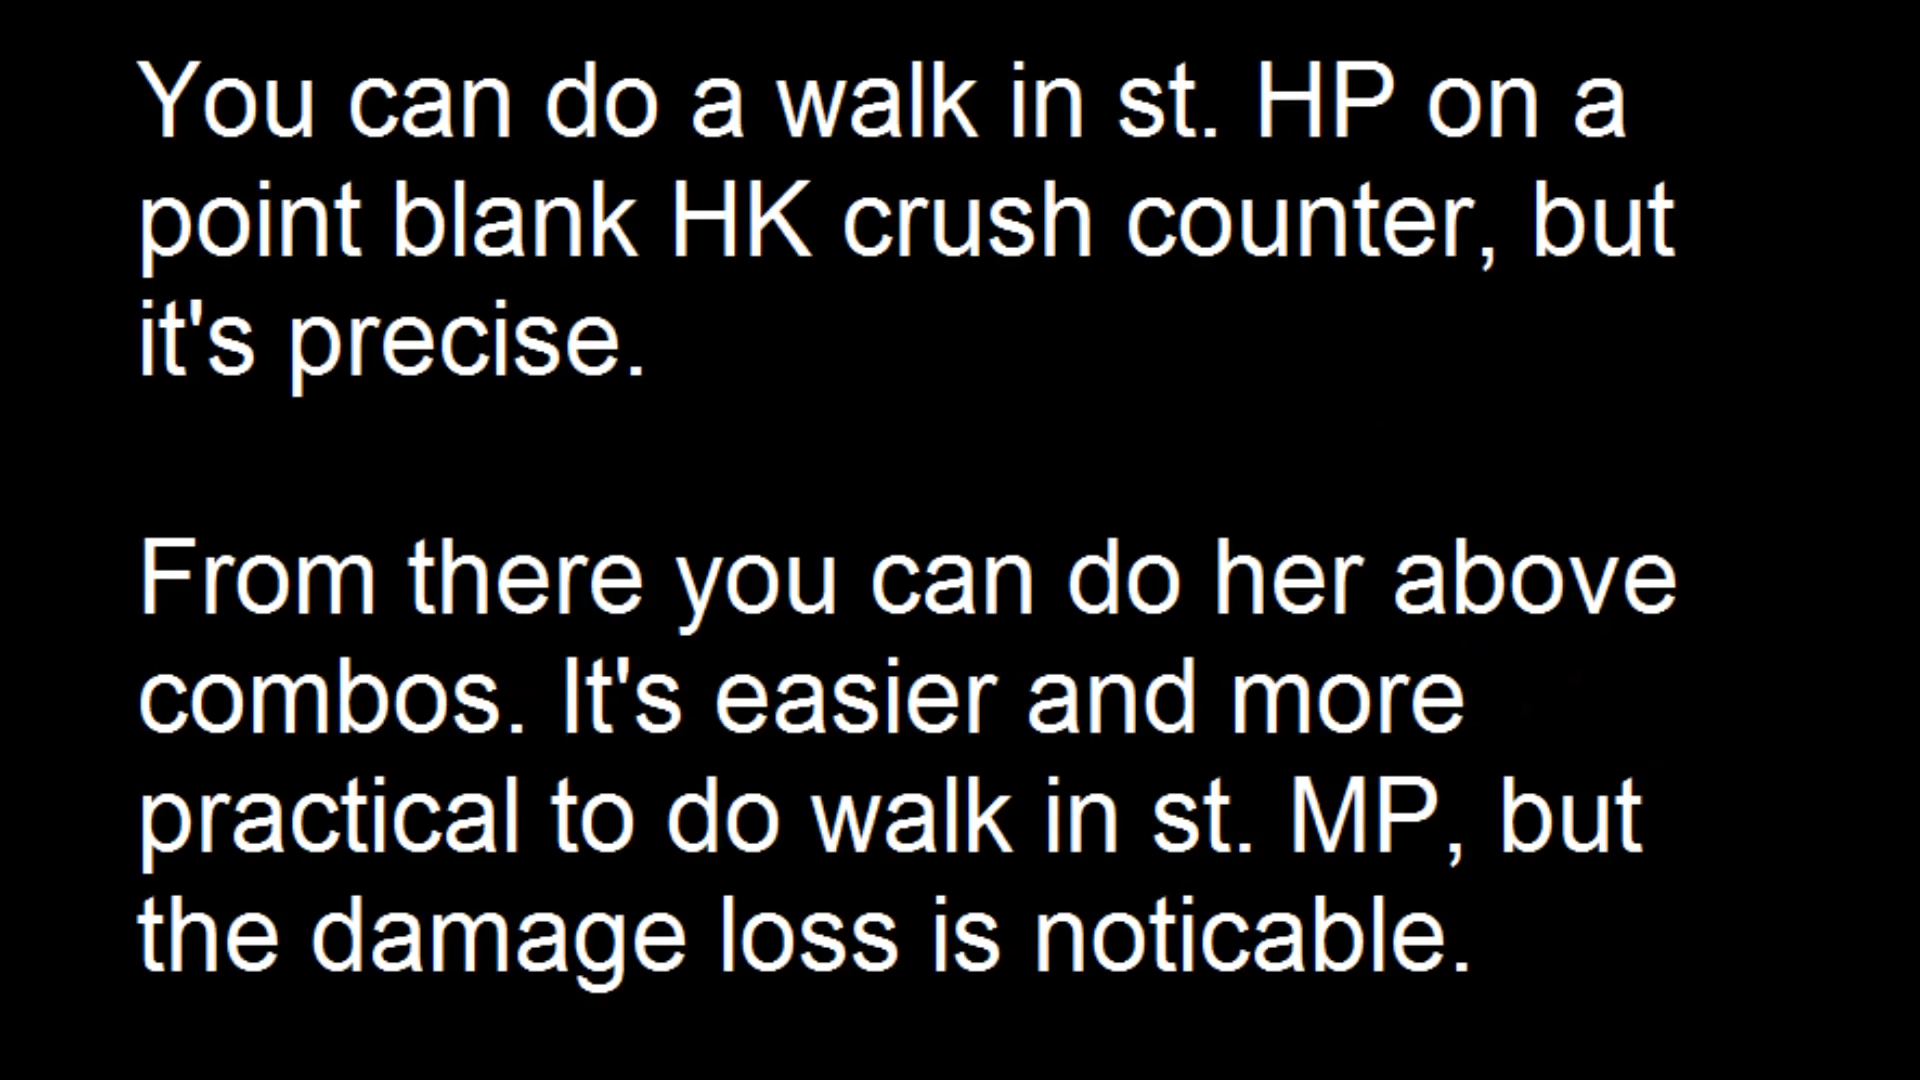 You can do a walk in st. HP on a
point blank HK crush counter, but
it's precise.
From there you can do her above
combos. It's easier and more
practical to do walk in st. MP, but
the damage loss is noticable.